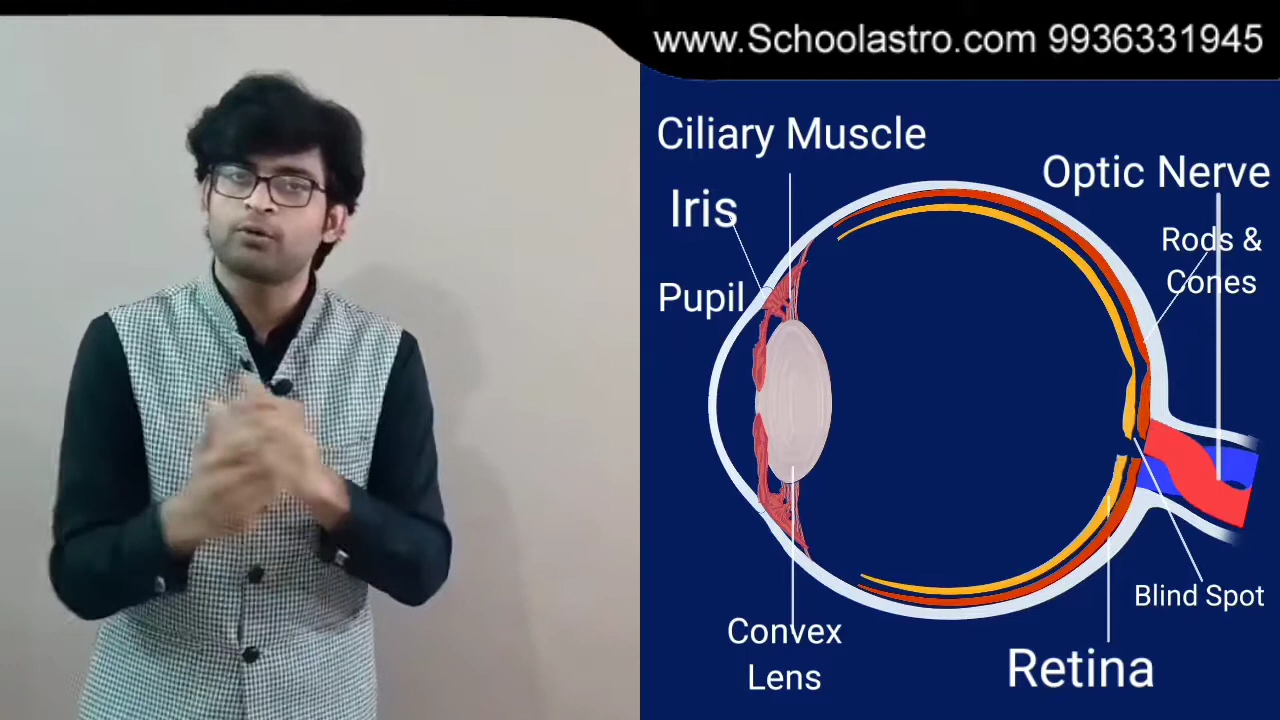 www.Schoolastro.com 9936331945
Ciliary Muscle
Optic Nerve
Iris
Rods &
Cones
Pupil
Blind Spot
Convex
Lens
Retina